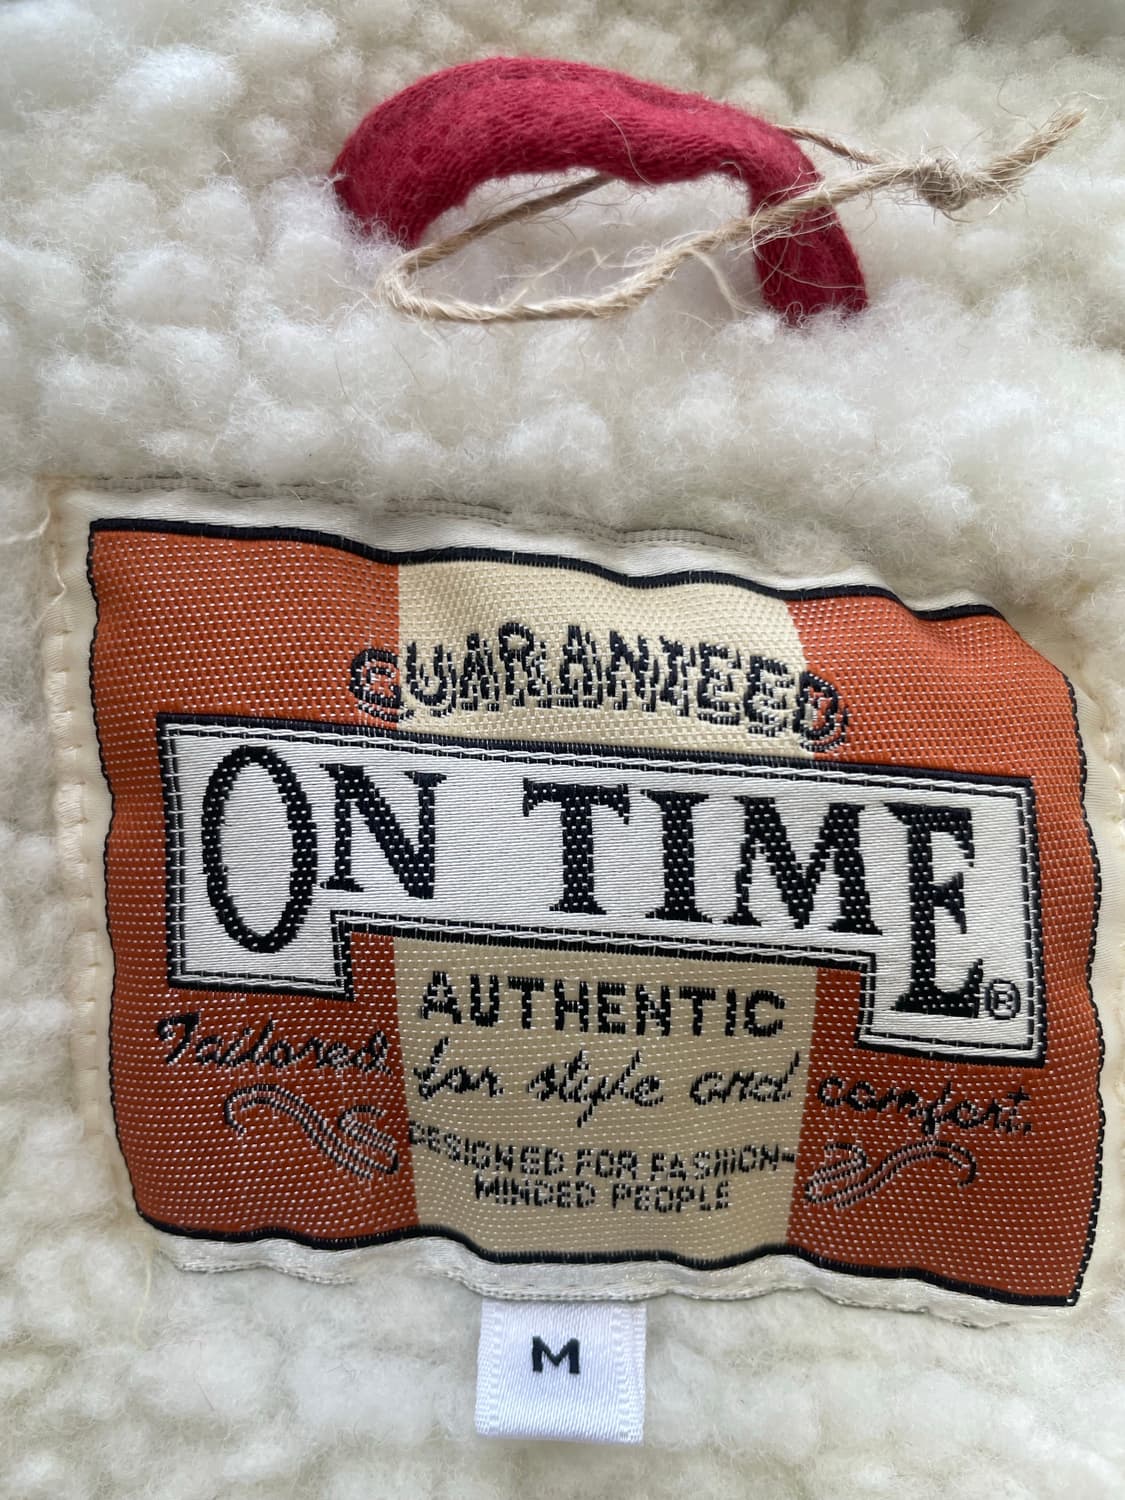 GUARANTEED
ON TIME®
AUTHENTIC
Tailored for style and comfort.
DESIGNED FOR FASHION-
MINDED PEOPLE
M